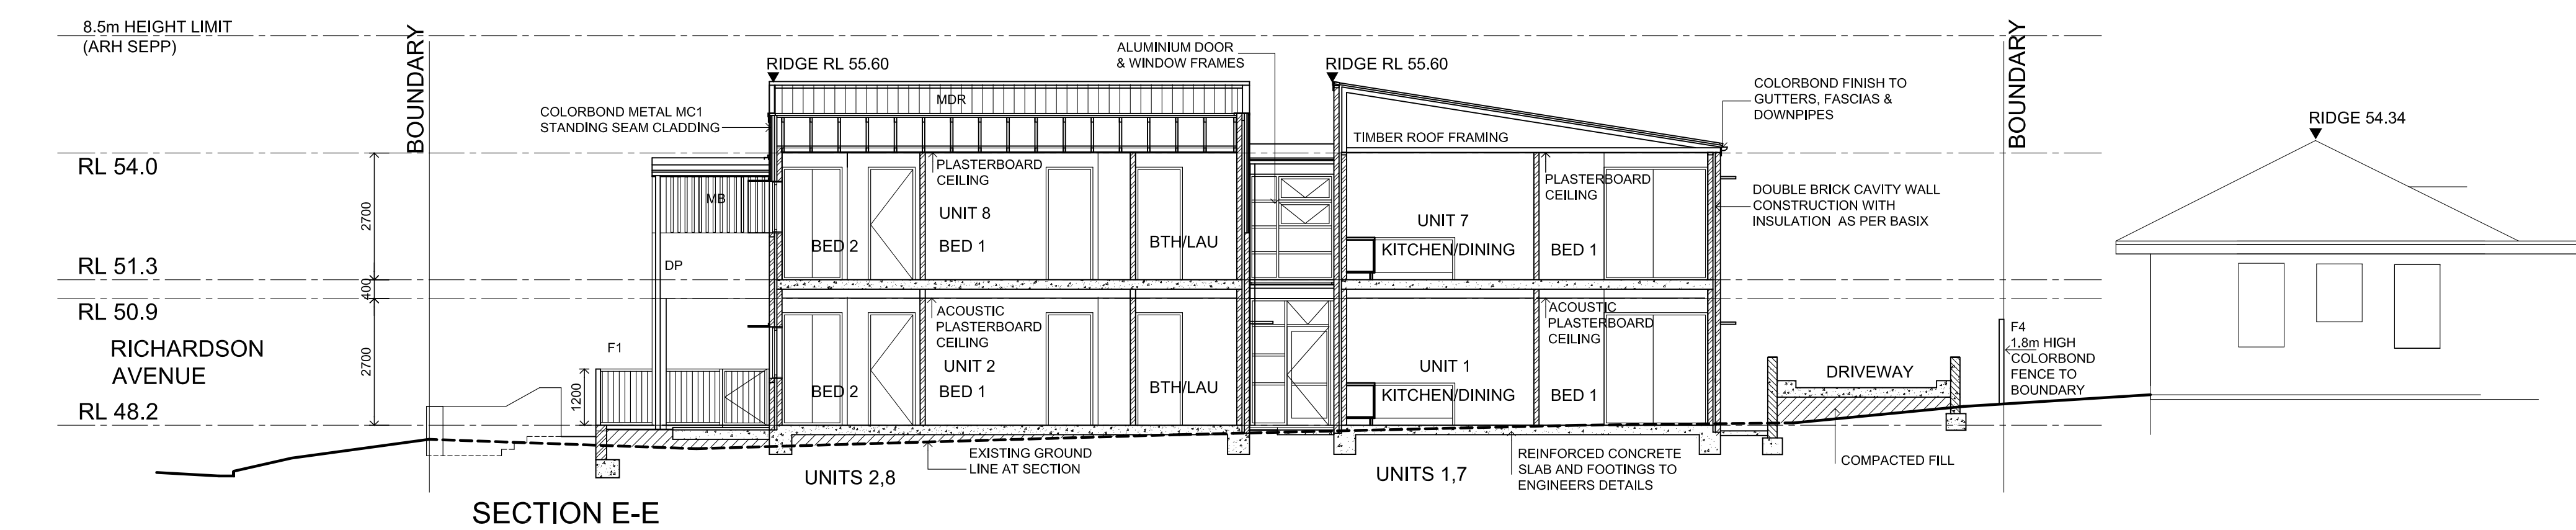 8.5m HEIGHT LIMIT
(ARH SEPP)
BOUNDARY
RIDGE RL 55.60
ALUMINIUM DOOR
& WINDOW FRAMES
RIDGE RL 55.60
BOUNDARY
COLORBOND METAL MC1
STANDING SEAM CLADDING
MDR
COLORBOND FINISH TO
GUTTERS, FASCIAS &
DOWNPIPES
RIDGE 54.34
TIMBER ROOF FRAMING
RL 54.0
PLASTERBOARD
CEILING
PLASTERBOARD
CEILING
DOUBLE BRICK CAVITY WALL
CONSTRUCTION WITH
INSULATION AS PER BASIX
2700
MB
UNIT 8
UNIT 7
BED 2
BED 1
BTH/LAU
KITCHEN/DINING
BED 1
RL 51.3
DP
400
RL 50.9
ACOUSTIC
PLASTERBOARD
CEILING
ACOUSTIC
PLASTERBOARD
CEILING
RICHARDSON
AVENUE
2700
F1
UNIT 2
UNIT 1
F4
1.8m HIGH
COLORBOND
FENCE TO
BOUNDARY
DRIVEWAY
1200
BED 2
BED 1
BTH/LAU
KITCHEN/DINING
BED 1
RL 48.2
EXISTING GROUND
LINE AT SECTION
REINFORCED CONCRETE
SLAB AND FOOTINGS TO
ENGINEERS DETAILS
COMPACTED FILL
UNITS 2,8
UNITS 1,7
SECTION E-E